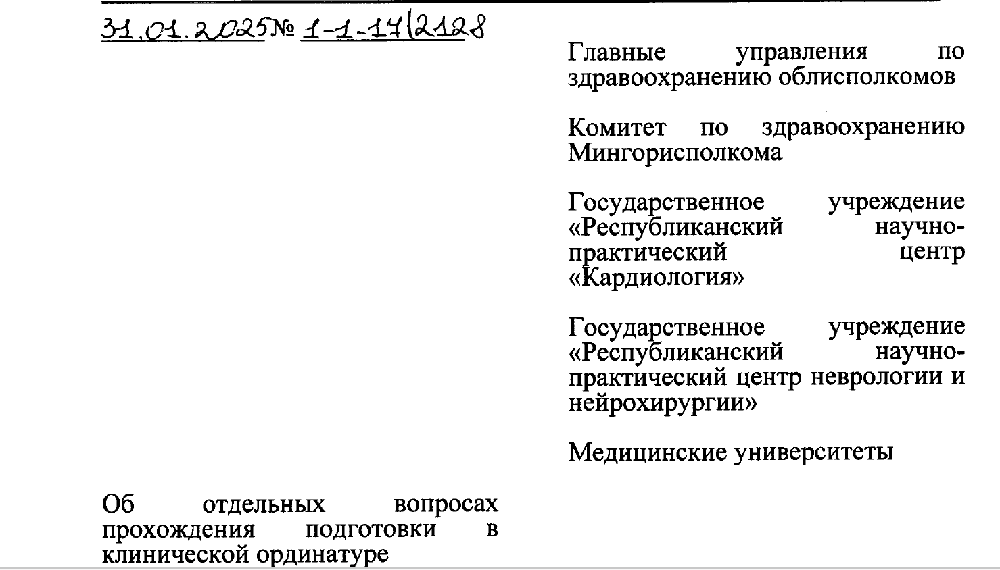 31.01.2025№ 1-1-17/2128
Главные управления по
здравоохранению облисполкомов
Комитет по здравоохранению
Мингорисполкома
Государственное учреждение
«Республиканский научно-
практический центр
«Кардиология»
Государственное учреждение
«Республиканский научно-
практический центр неврологии и
нейрохирургии»
Медицинские университеты
Об отдельных вопросах
прохождения подготовки в
клинической ординатуре